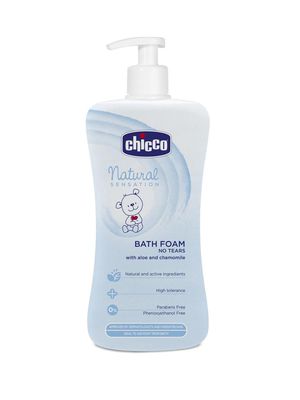 chicco
Natural
SENSATION
BATH FOAM
NO TEARS
with aloe and chamomile
Natural and active ingredients
High tolerance
0%
Parabens Free
Phenoxyethanol Free